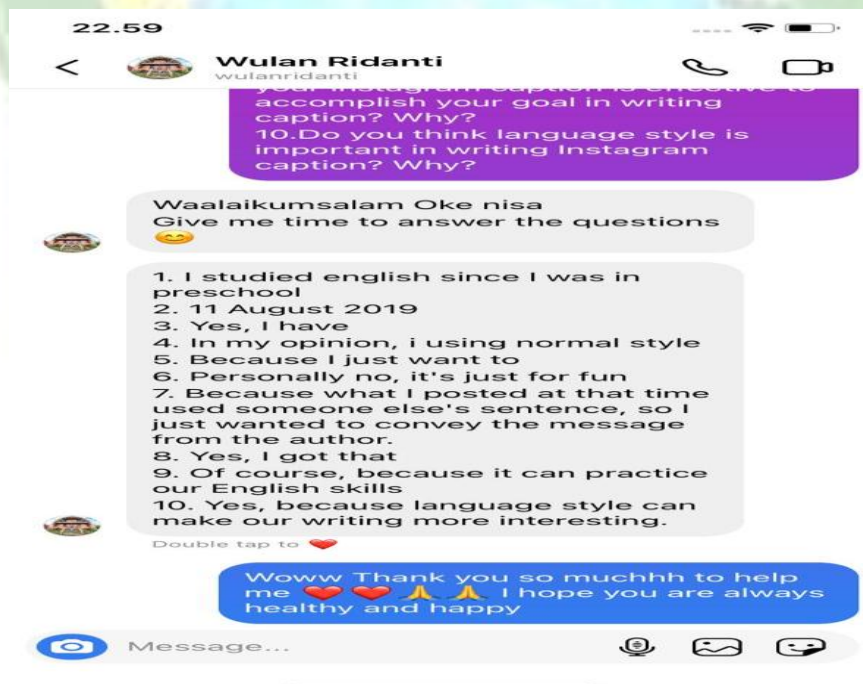 22.59
Wulan Ridanti
wulanridanti
your Instagram caption is effective to
accomplish your goal in writing
caption? Why?
10.Do you think language style is
important in writing Instagram
caption? Why?
Waalaikumsalam Oke nisa
Give me time to answer the questions
😊
1. I studied english since I was in
preschool
2. 11 August 2019
3. Yes, I have
4. In my opinion, i using normal style
5. Because I just want to
6. Personally no, it's just for fun
7. Because what I posted at that time
used someone else's sentence, so I
just wanted to convey the message
from the author.
8. Yes, I got that
9. Of course, because it can practice
our English skills
10. Yes, because language style can
make our writing more interesting.
Double tap to ❤️
Woww Thank you so muchhh to help
me ❤️ ❤️ 🙏 🙏 I hope you are always
healthy and happy
Message...